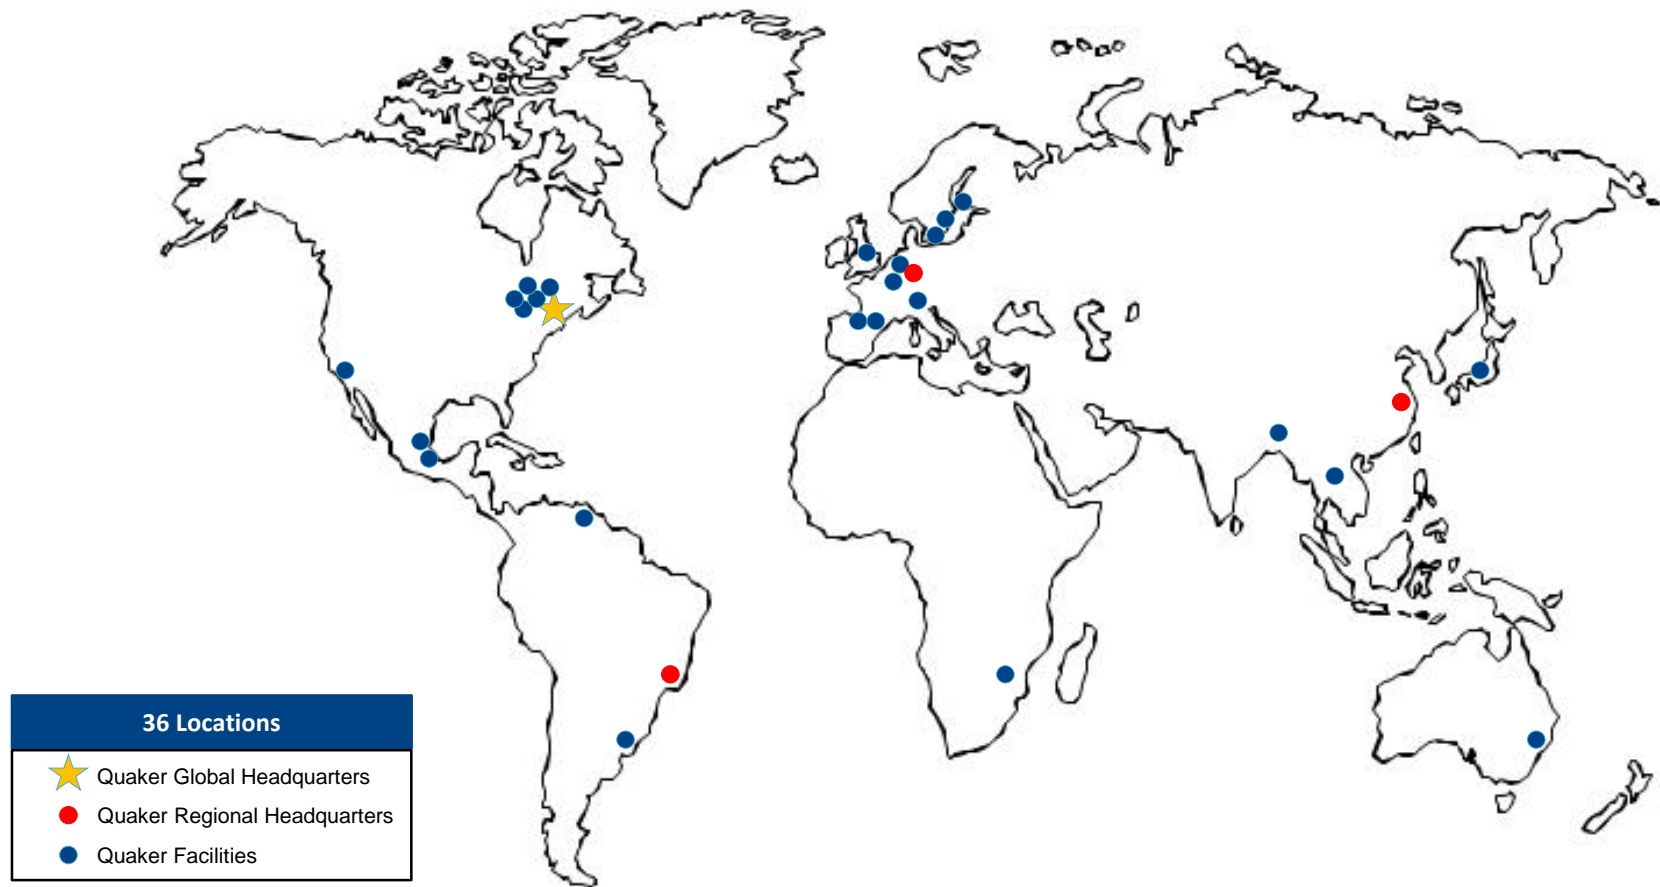 36 Locations
Quaker Global Headquarters
Quaker Regional Headquarters
Quaker Facilities